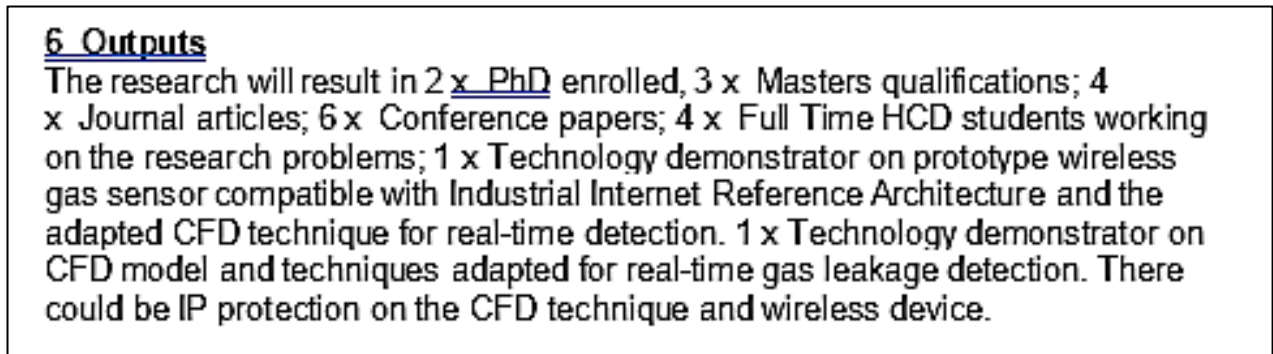 6 Outputs
The research will result in 2 x PhD enrolled, 3 x Masters qualifications; 4
x Journal articles; 6 x Conference papers; 4 x Full Time HCD students working
on the research problems; 1 x Technology demonstrator on prototype wireless
gas sensor compatible with Industrial Internet Reference Architecture and the
adapted CFD technique for real-time detection. 1 x Technology demonstrator on
CFD model and techniques adapted for real-time gas leakage detection. There
could be IP protection on the CFD technique and wireless device.